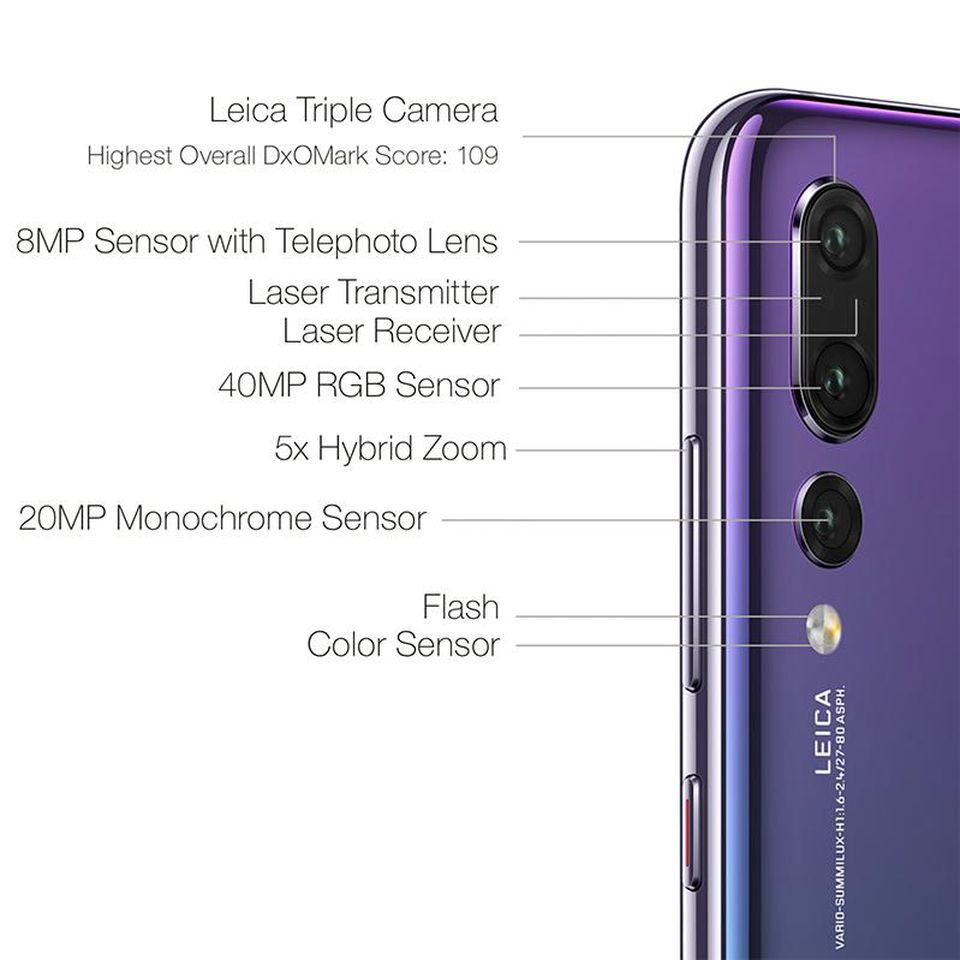 Leica Triple Camera
Highest Overall DxOMark Score: 109
8MP Sensor with Telephoto Lens
Laser Transmitter
Laser Receiver
40MP RGB Sensor
5x Hybrid Zoom
20MP Monochrome Sensor
Flash
Color Sensor
LEICA
VARIO-SUMMILUX-H1:1.6-2.4/27-80 ASPH.